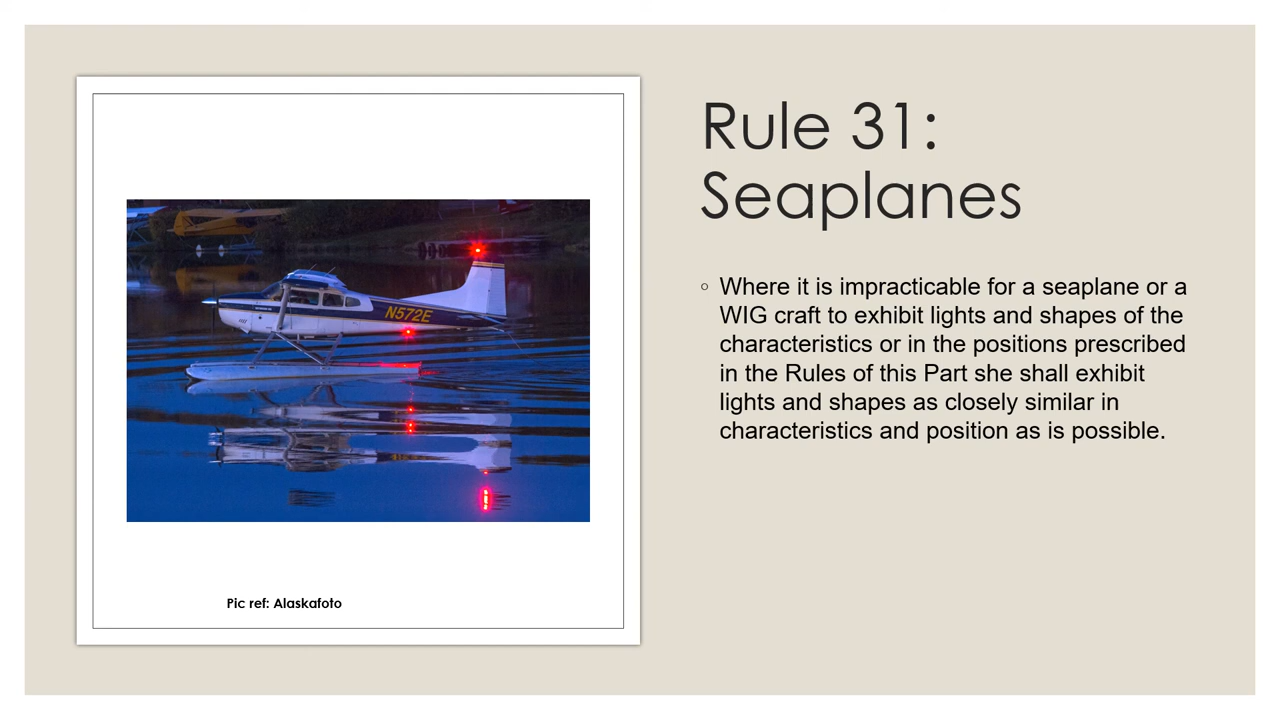 Rule 31:
Seaplanes
N572E
◦ Where it is impracticable for a seaplane or a
WIG craft to exhibit lights and shapes of the
characteristics or in the positions prescribed
in the Rules of this Part she shall exhibit
lights and shapes as closely similar in
characteristics and position as is possible.
Pic ref: Alaskafoto